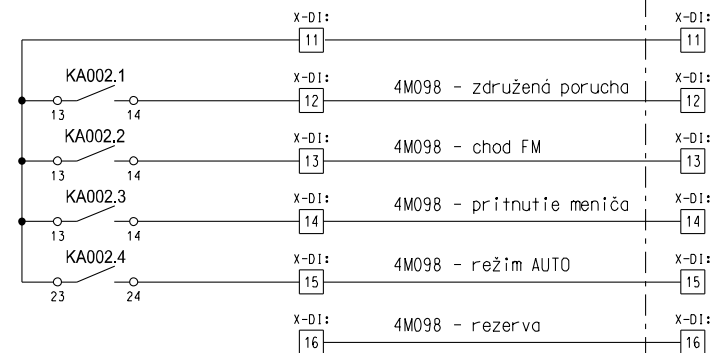 X-DI: X-DI:
11 11
KA002.1 X-DI: 4M098 - združená porucha X-DI:
13 14 12 12
KA002.2 X-DI: 4M098 - chod FM X-DI:
13 14 13 13
KA002.3 X-DI: 4M098 - pritnutie meniča X-DI:
13 14 14 14
KA002.4 X-DI: 4M098 - režim AUTO X-DI:
23 24 15 15
X-DI: 4M098 - rezerva X-DI:
16 16